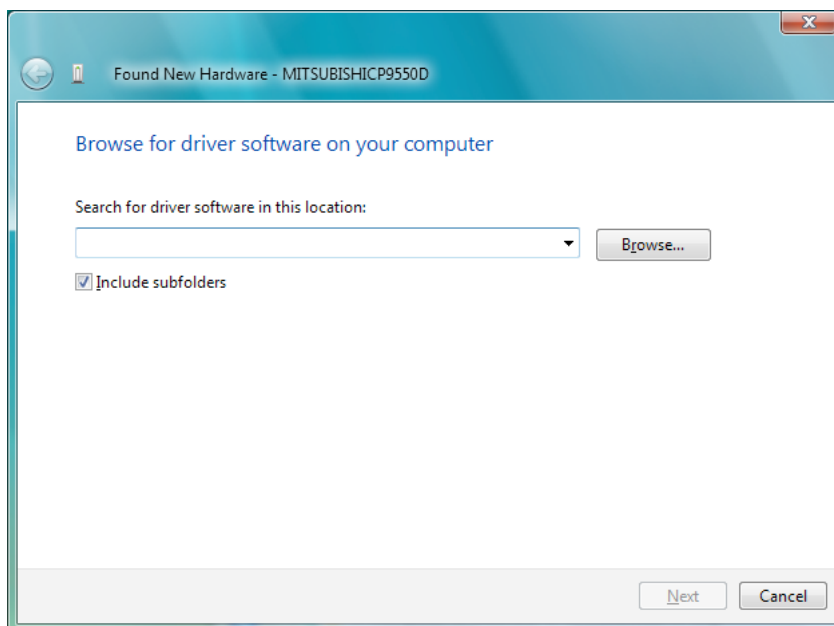 Found New Hardware - MITSUBISHICP9550D
Browse for driver software on your computer
Search for driver software in this location:
Browse...
Include subfolders
Next
Cancel